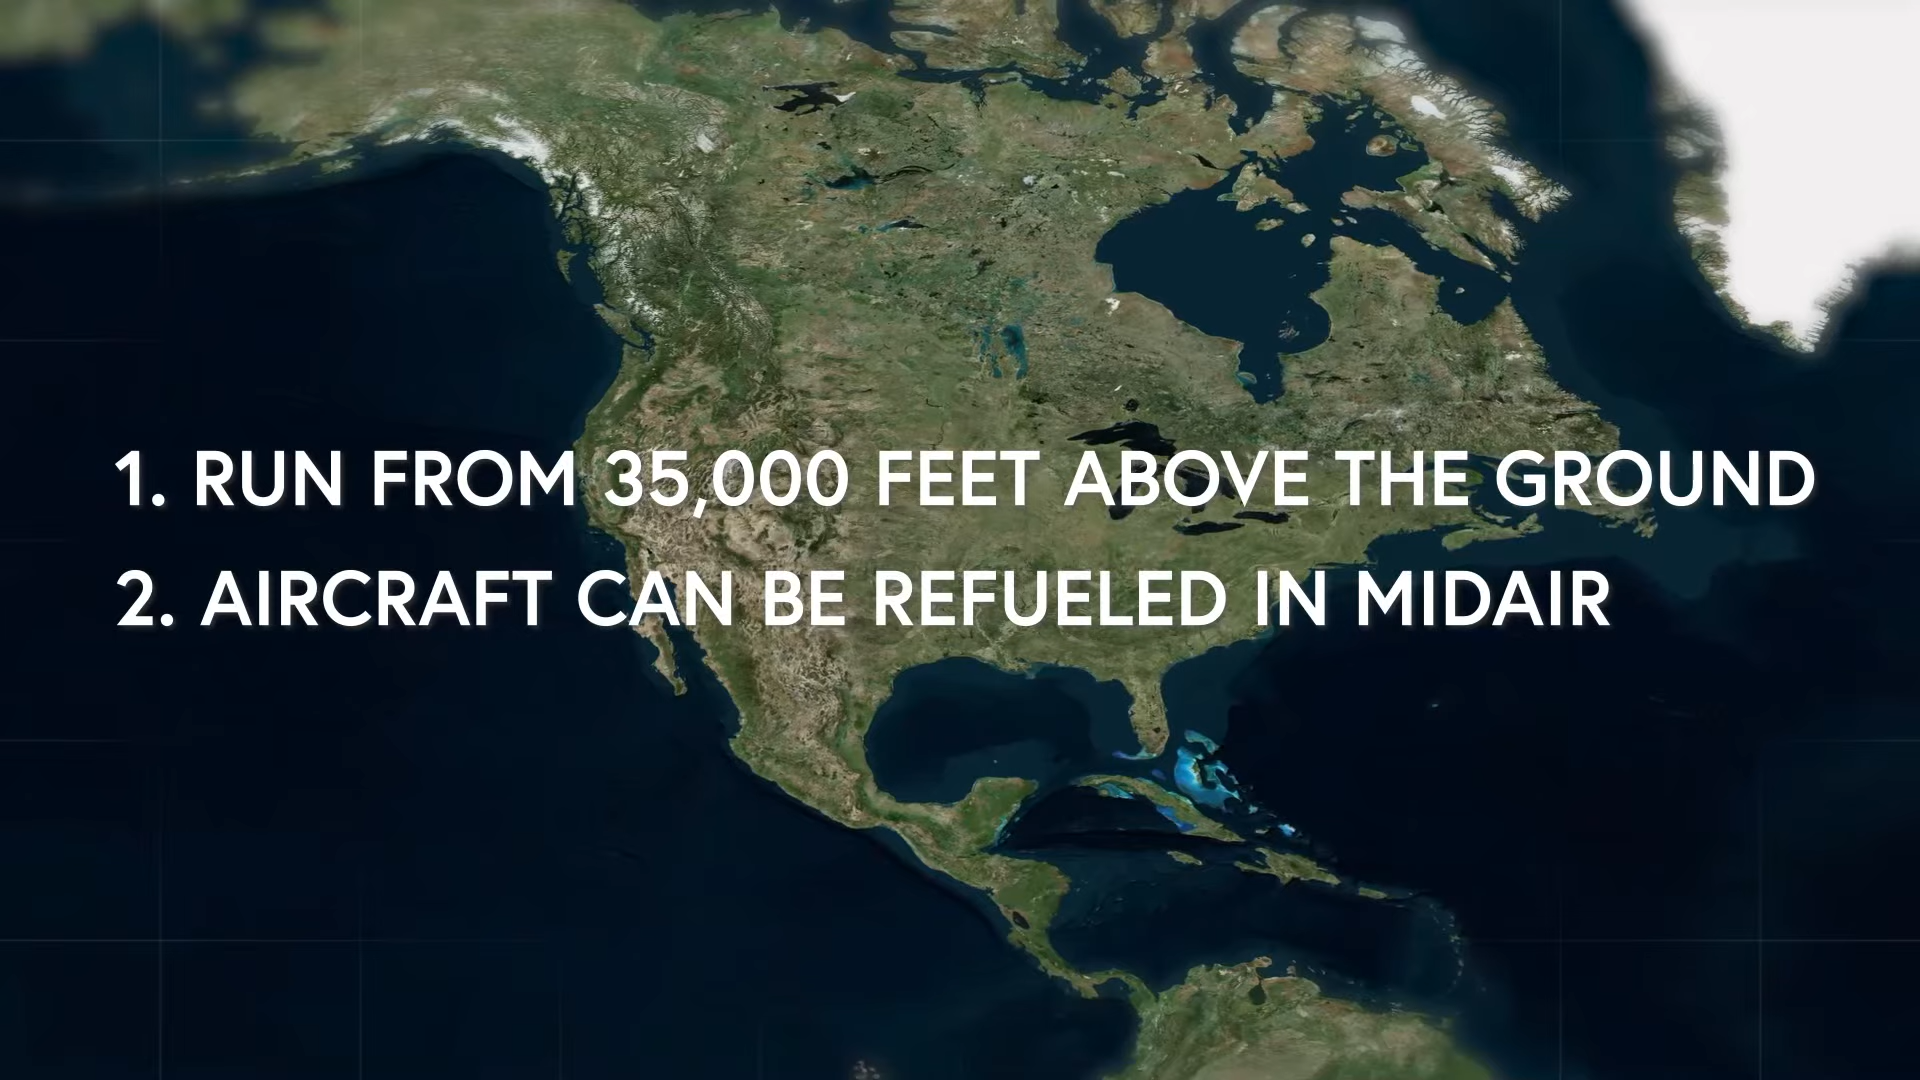 1. RUN FROM 35,000 FEET ABOVE THE GROUND
2. AIRCRAFT CAN BE REFUELED IN MIDAIR